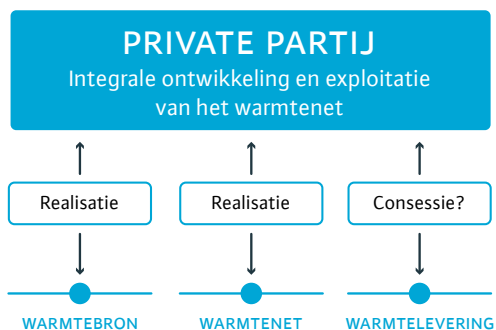 PRIVATE PARTIJ
Integrale ontwikkeling en exploitatie
van het warmtenet
Realisatie
Realisatie
Consessie?
WARMTEBRON
WARMTENET
WARMTELEVERING